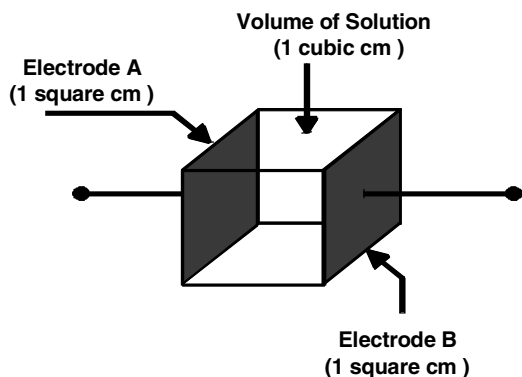 Volume of Solution
(1 cubic cm )
Electrode A
(1 square cm )
Electrode B
(1 square cm )